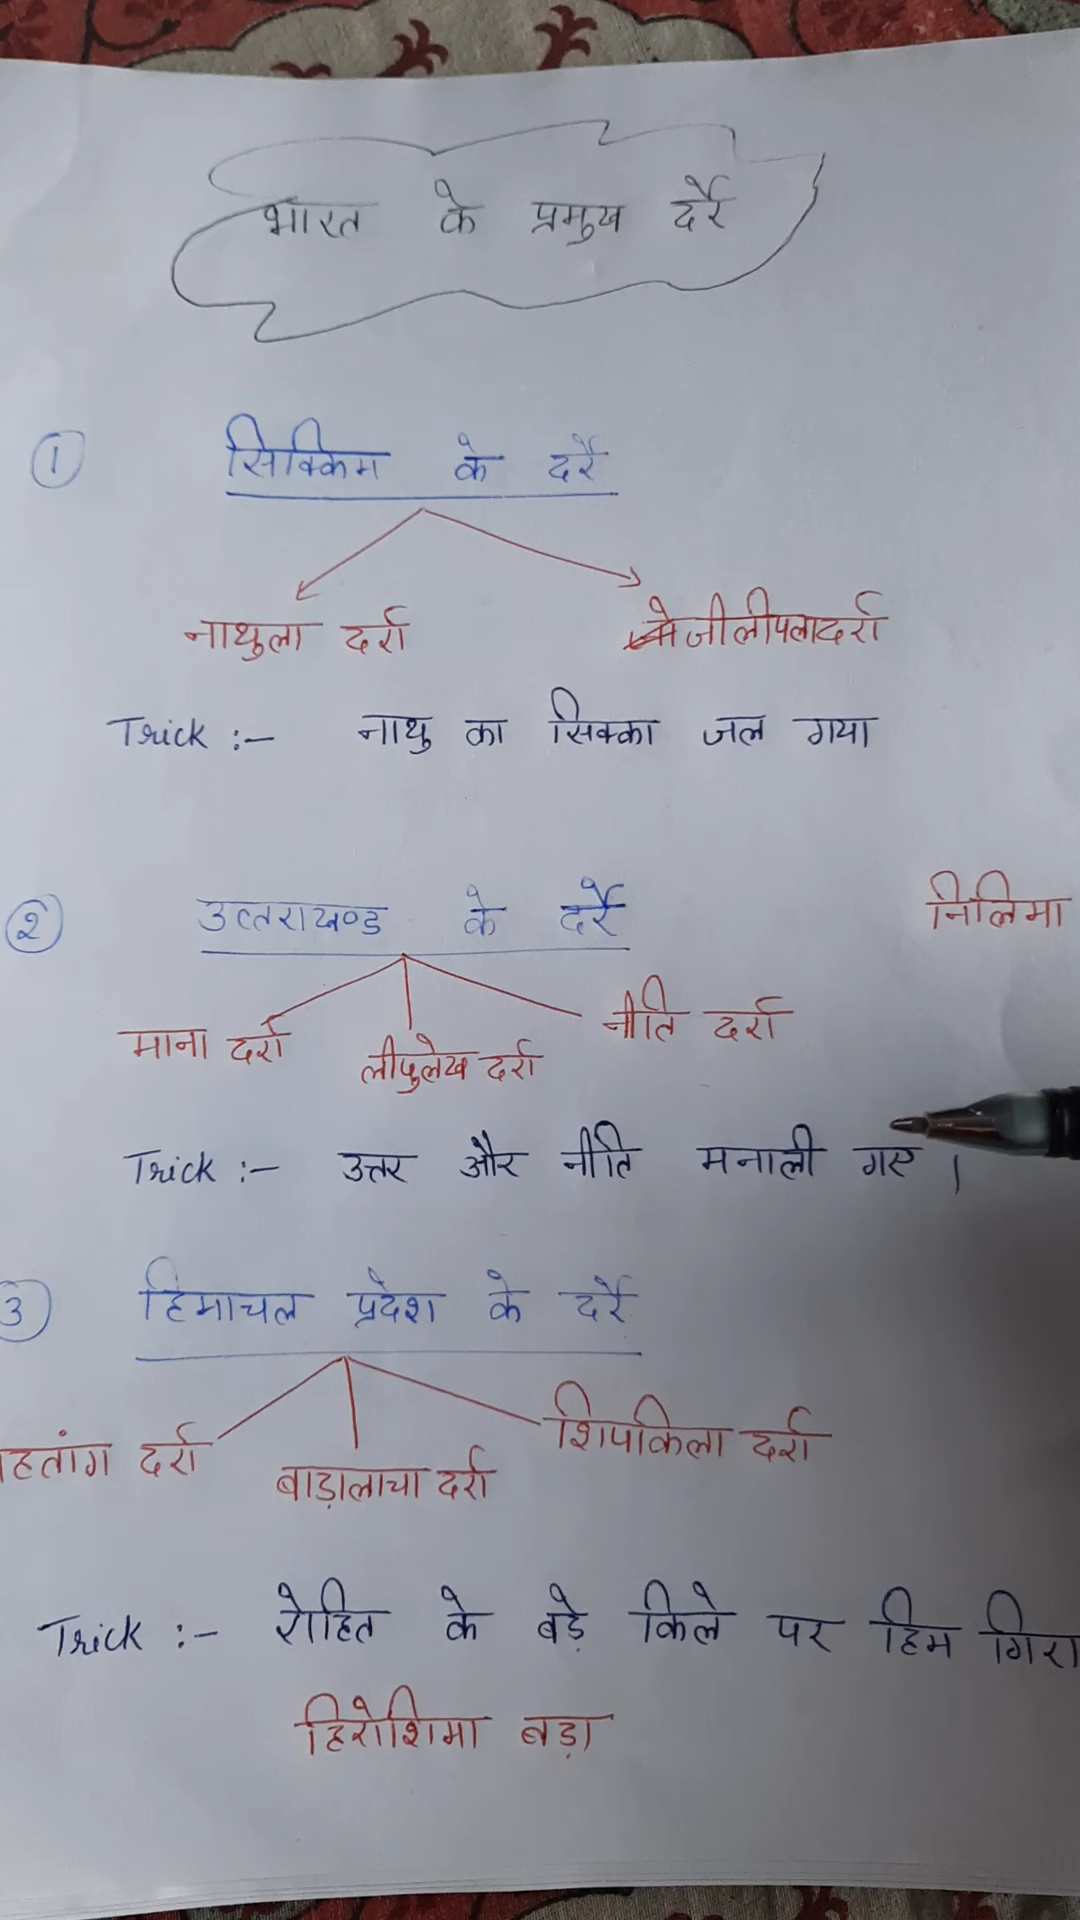 भारत के प्रमुख दर्रे
① सिक्किम के दर्रे
नाथुला दर्रा जीलीपलादर्रा
Trick :- नाथु का सिक्का जल गया
② उत्तराखण्ड के दर्रे
निलिमा
माना दर्रा लीपुलेख दर्रा नीति दर्रा
Trick :- उत्तर और नीति मनाली गए ।
③ हिमाचल प्रदेश के दर्रे
हतांग दर्रा बाड़ालाचा दर्रा शिपकिला दर्रा
Trick :- रोहित के बड़े किले पर हिम गिरा
हिरोशिमा बड़ा